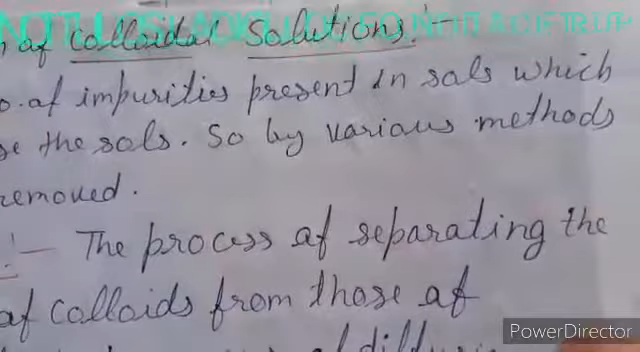 of Colloidal Solutions:-
o. of impurities present in sols which
se the sols. So by various methods
removed.
:- The process of separating the
of colloids from those of
PowerDirector